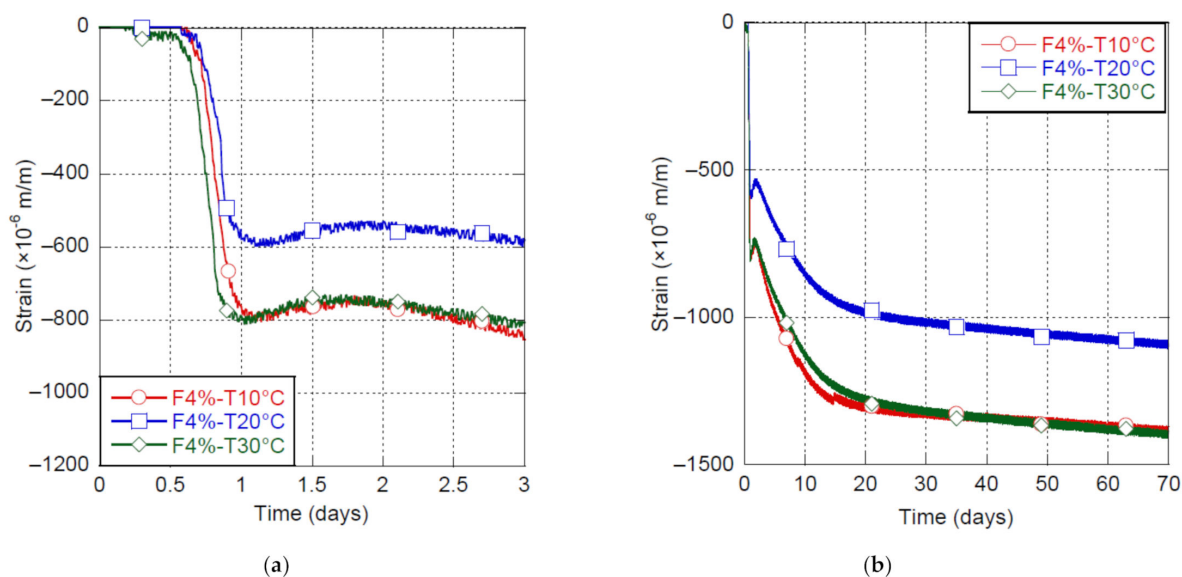 0
−200
−400
−600
−800
−1000
−1200
Strain (×10⁻⁶ m/m)
F4%-T10°C
F4%-T20°C
F4%-T30°C
0 0.5 1 1.5 2 2.5 3
Time (days)
(a)
0
−500
−1000
−1500
Strain (×10⁻⁶ m/m)
F4%-T10°C
F4%-T20°C
F4%-T30°C
0 10 20 30 40 50 60 70
Time (days)
(b)